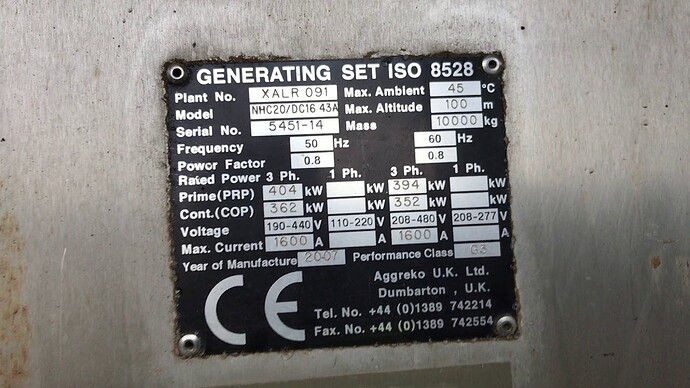 GENERATING SET ISO 8528
Plant No. XALR 091 Max. Ambient 45 °C
Model NHC20/DC16 43A Max. Altitude 100 m
Serial No. 5451-14 Mass 10000 kg
Frequency 50 Hz 60 Hz
Power Factor 0.8 0.8
Rated Power 3 Ph. 1 Ph. 3 Ph. 1 Ph.
Prime(PRP) 404 kW kW 394 kW kW
Cont.(COP) 362 kW kW 352 kW kW
Voltage 190-440 V 110-220 V 208-480 V 208-277 V
Max. Current 1600 A A 1600 A A
Year of Manufacture 2007 Performance Class G3
Aggreko U.K. Ltd.
Dumbarton , U.K.
CE
Tel. No. +44 (0)1389 742214
Fax. No. +44 (0)1389 742554